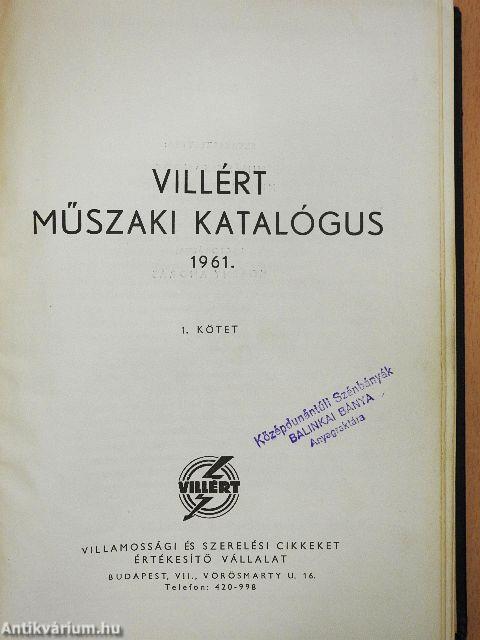 VILLÉRT
MŰSZAKI KATALÓGUS
1961.
1. KÖTET
Középdunántúli Szénbányák
BALINKAI BÁNYA
Anyagraktára
VILLÉRT
VILLAMOSSÁGI ÉS SZERELÉSI CIKKEKET
ÉRTÉKESÍTŐ VÁLLALAT
BUDAPEST, VII., VÖRÖSMARTY U. 16.
Telefon: 420-998
Antikvárium.hu